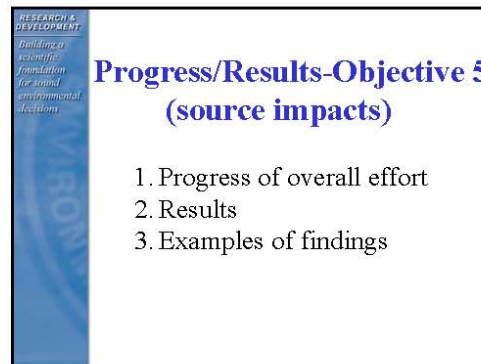 RESEARCH &
DEVELOPMENT
Building a
scientific
foundation
for sound
environmental
decisions
Progress/Results-Objective 5
(source impacts)
1. Progress of overall effort
2. Results
3. Examples of findings
VIRON